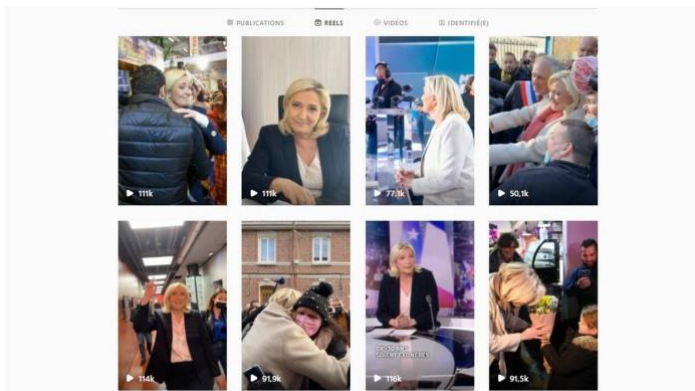 PUBLICATIONS REELS VIDÉOS IDENTIFIÉ(E)
111k 111k 77,1k 50,1k
114k 91,9k 116k 91,5k